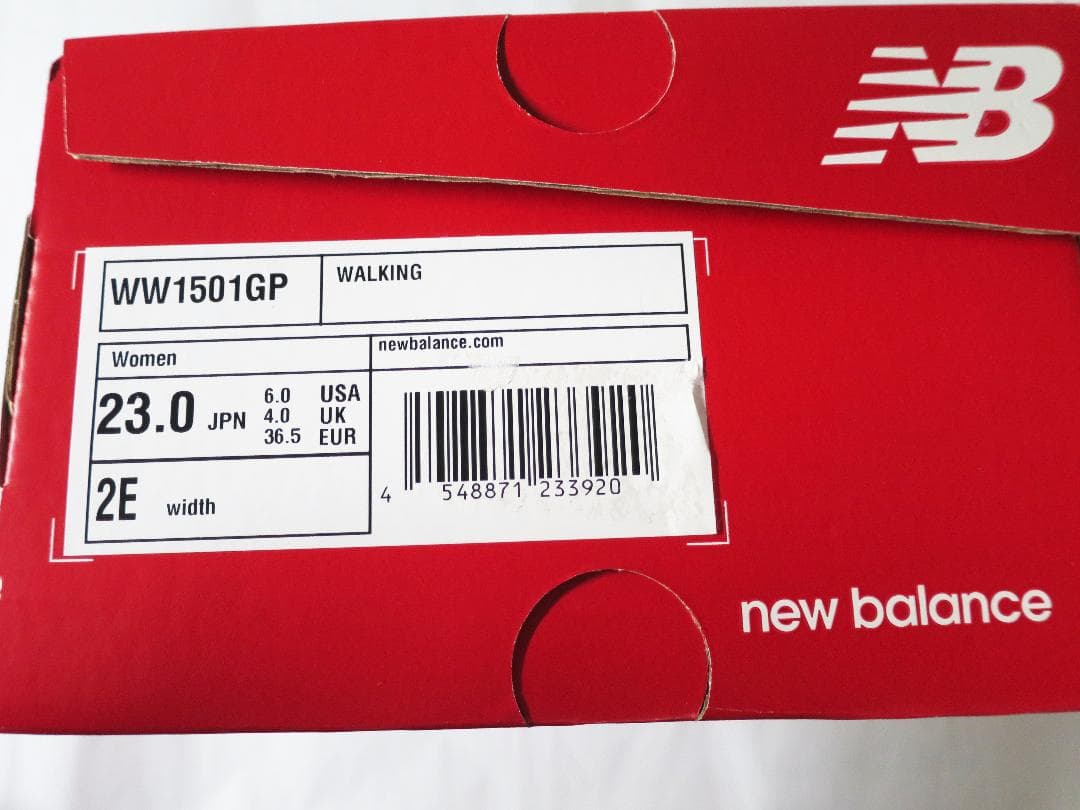 NB
WW1501GP
WALKING
Women
newbalance.com
23.0 JPN
6.0 USA
4.0 UK
36.5 EUR
2E width
4 548871 233920
new balance